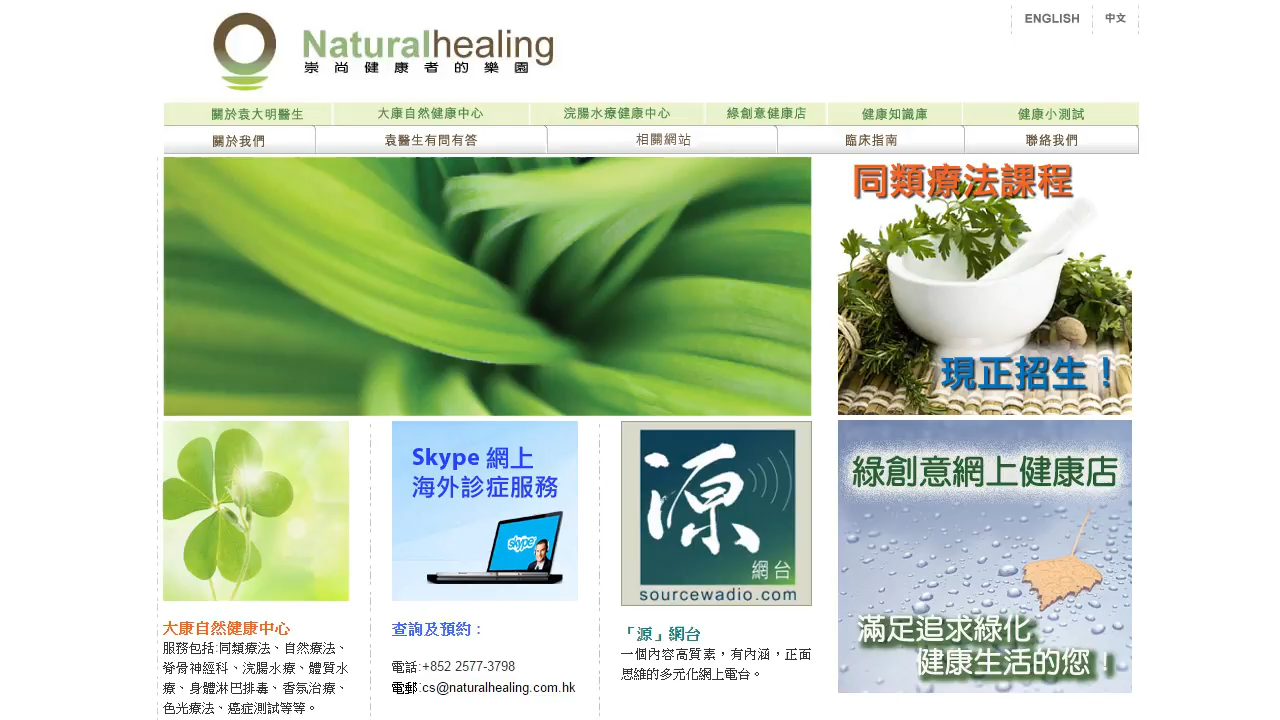 ENGLISH 中文
Naturalhealing
崇尚健康者的樂園
關於袁大明醫生 大康自然健康中心 浣腸水療健康中心 綠創意健康店 健康知識庫 健康小測試
關於我們 袁醫生有問有答 相關網站 臨床指南 聯絡我們
同類療法課程
現正招生！
Skype 網上
海外診症服務
skype
源
網台
sourcewadio.com
綠創意網上健康店
滿足追求綠化
健康生活的您！
大康自然健康中心
服務包括:同類療法、自然療法、
脊骨神經科、浣腸水療、體質水
療、身體淋巴排毒、香氛治療、
色光療法、癌症測試等等。
查詢及預約：
電話:+852 2577-3798
電郵:cs@naturalhealing.com.hk
「源」網台
一個內容高質素，有內涵，正面
思維的多元化網上電台。